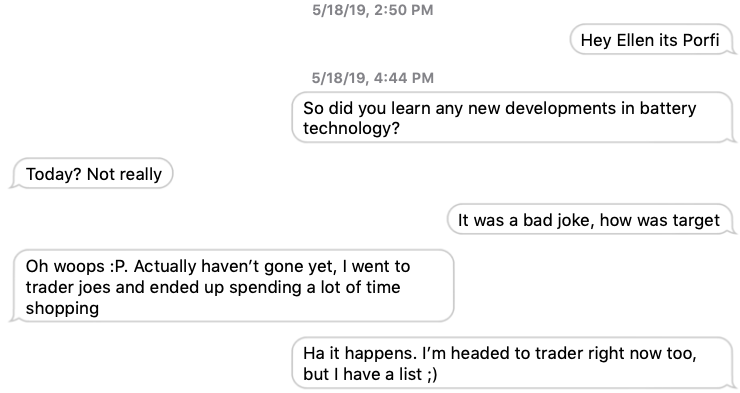 5/18/19, 2:50 PM
Hey Ellen its Porfi
5/18/19, 4:44 PM
So did you learn any new developments in battery
technology?
Today? Not really
It was a bad joke, how was target
Oh woops :P. Actually haven’t gone yet, I went to
trader joes and ended up spending a lot of time
shopping
Ha it happens. I’m headed to trader right now too,
but I have a list ;)